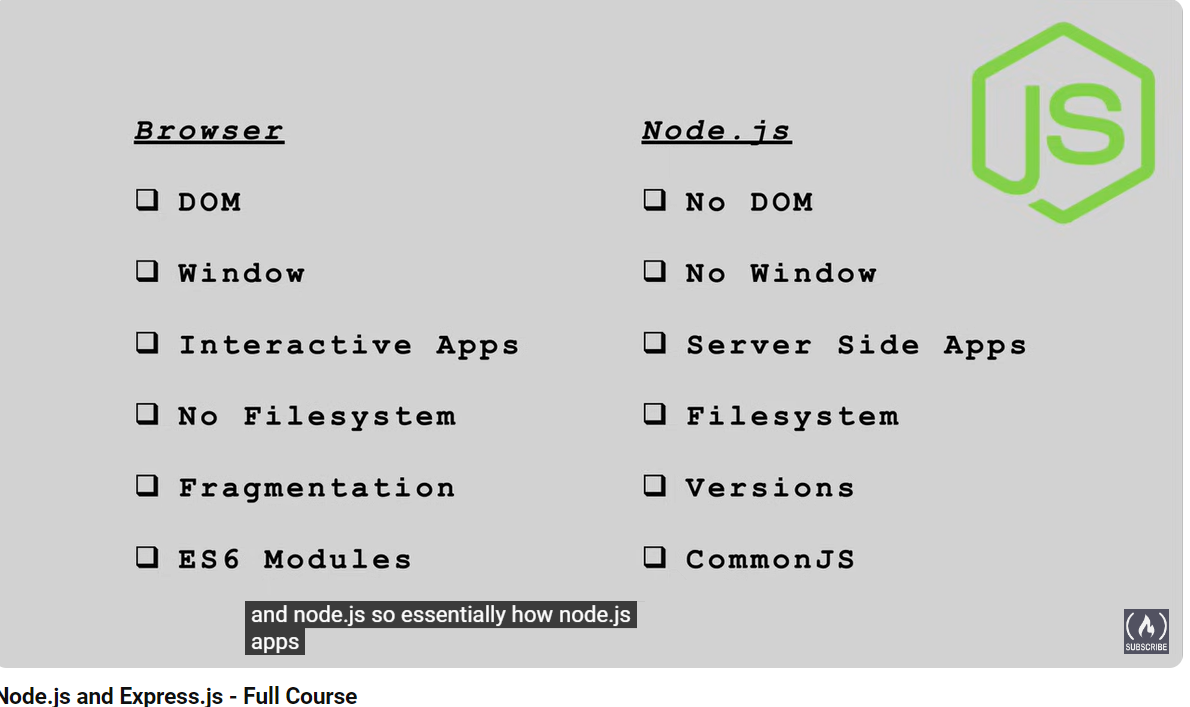 Browser
DOM
Window
Interactive Apps
No Filesystem
Fragmentation
ES6 Modules
Node.js
No DOM
No Window
Server Side Apps
Filesystem
Versions
CommonJS
JS
and node.js so essentially how node.js
apps
SUBSCRIBE
Node.js and Express.js - Full Course